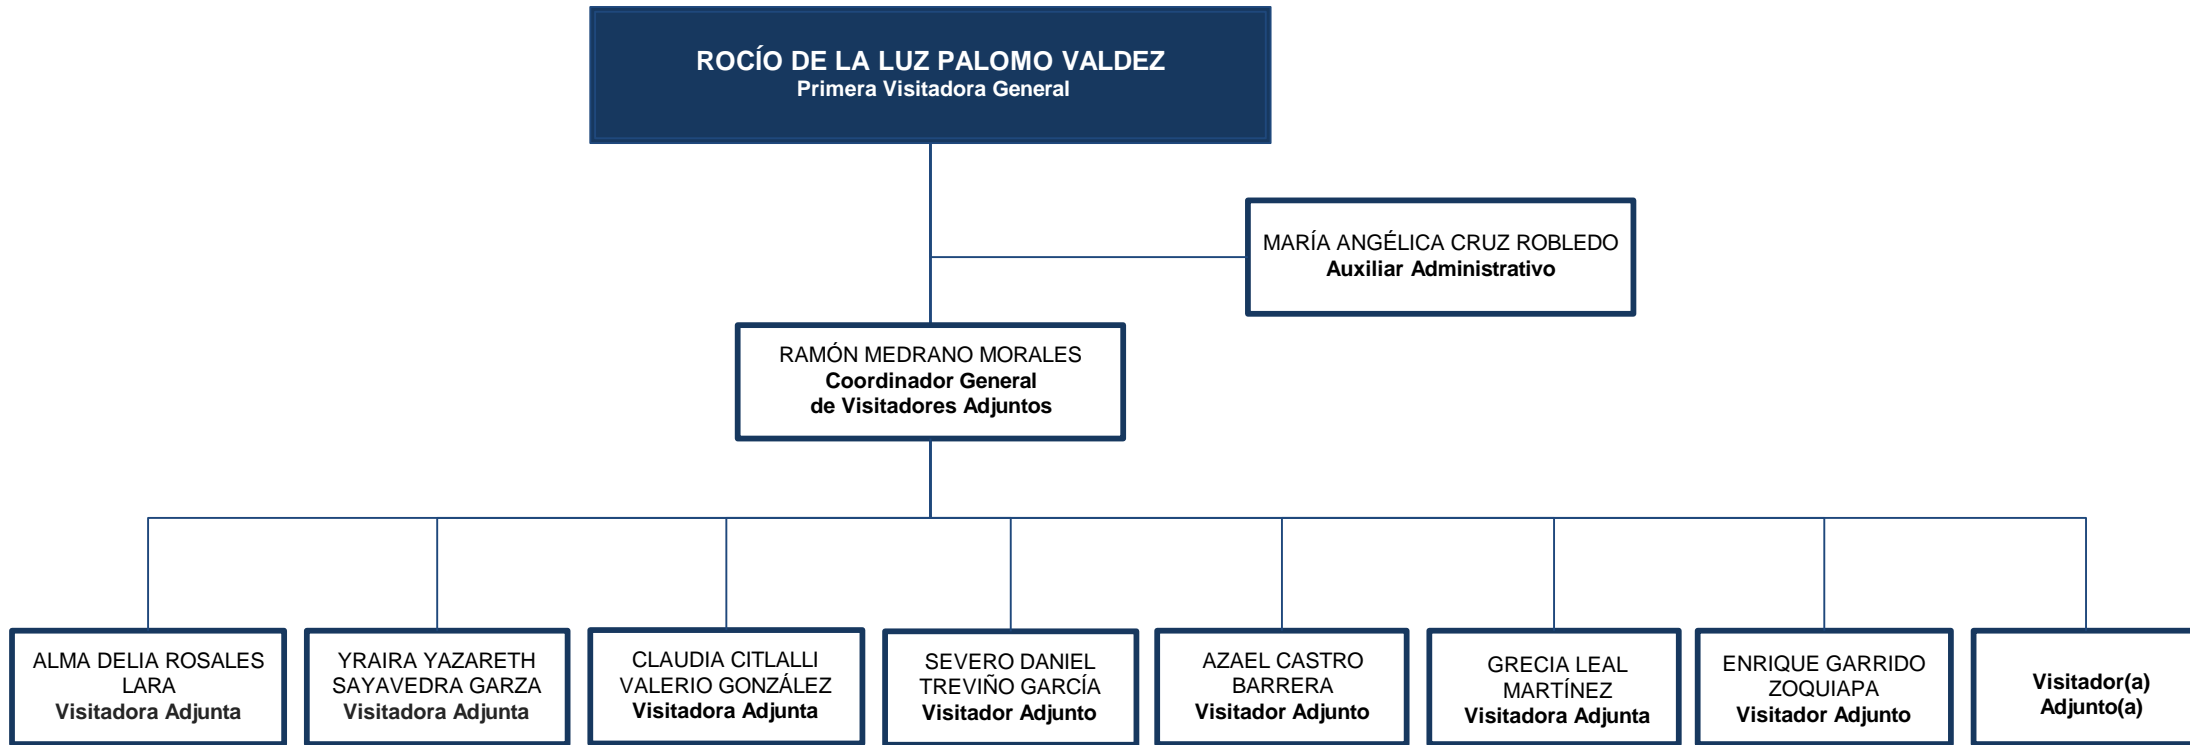 ROCÍO DE LA LUZ PALOMO VALDEZ
Primera Visitadora General
MARÍA ANGÉLICA CRUZ ROBLEDO
Auxiliar Administrativo
RAMÓN MEDRANO MORALES
Coordinador General
de Visitadores Adjuntos
ALMA DELIA ROSALES
LARA
Visitadora Adjunta
YRAIRA YAZARETH
SAYAVEDRA GARZA
Visitadora Adjunta
CLAUDIA CITLALLI
VALERIO GONZÁLEZ
Visitadora Adjunta
SEVERO DANIEL
TREVIÑO GARCÍA
Visitador Adjunto
AZAEL CASTRO
BARRERA
Visitador Adjunto
GRECIA LEAL
MARTÍNEZ
Visitadora Adjunta
ENRIQUE GARRIDO
ZOQUIAPA
Visitador Adjunto
Visitador(a)
Adjunto(a)